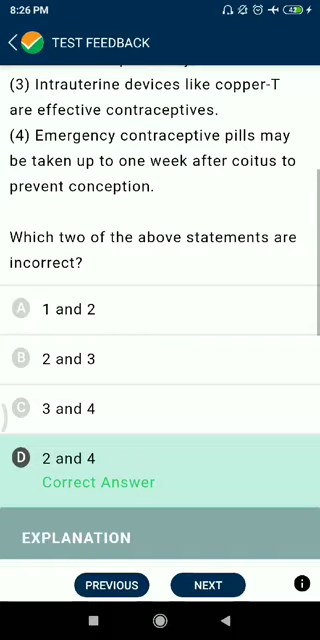 8:26 PM
42
TEST FEEDBACK
(3) Intrauterine devices like copper-T
are effective contraceptives.
(4) Emergency contraceptive pills may
be taken up to one week after coitus to
prevent conception.
Which two of the above statements are
incorrect?
A 1 and 2
B 2 and 3
C 3 and 4
D 2 and 4
Correct Answer
EXPLANATION
PREVIOUS NEXT